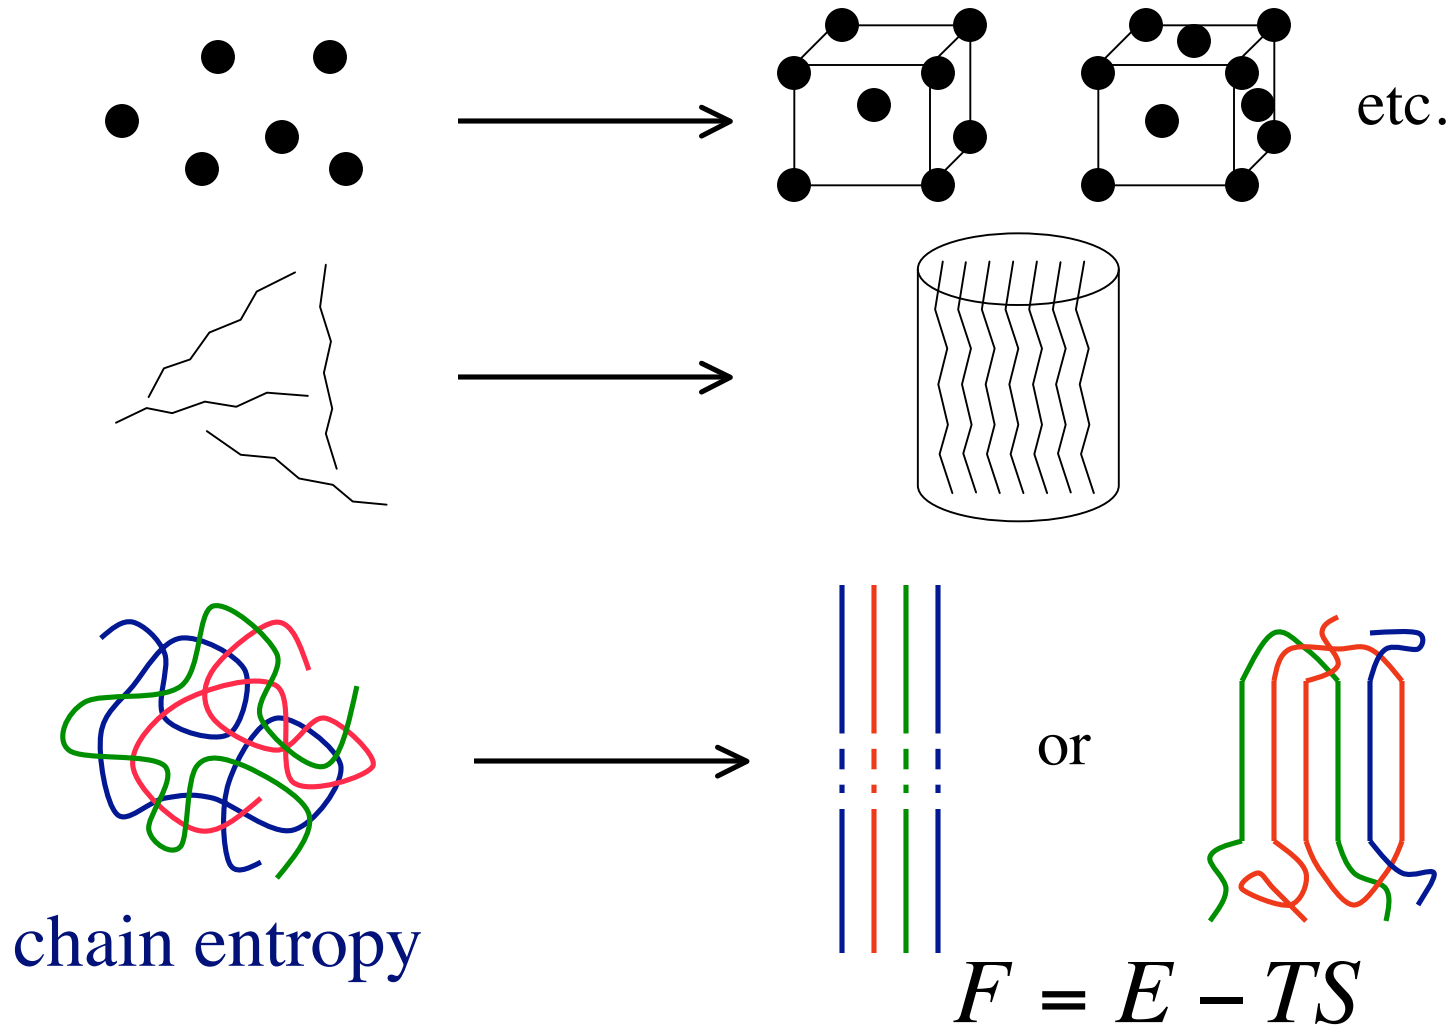 etc.
or
chain entropy
F = E − TS